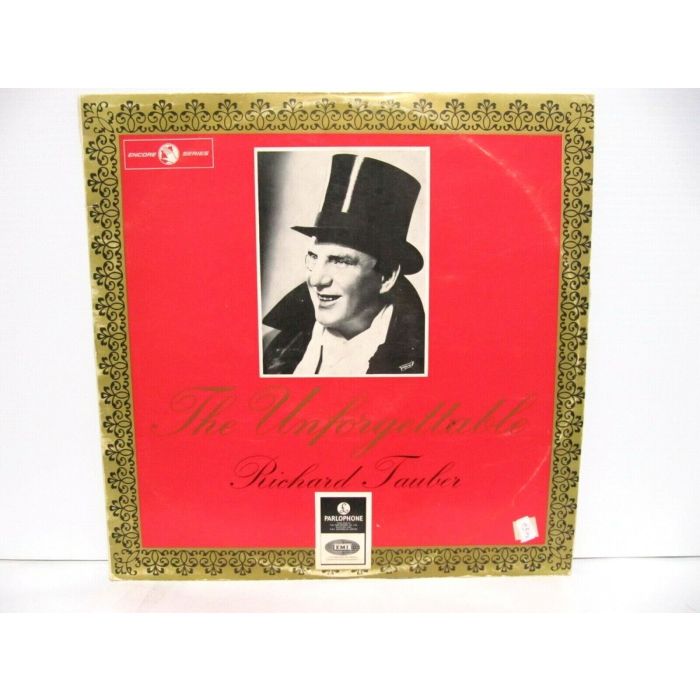 ENCORE SERIES
The Unforgettable
Richard Tauber
PARLOPHONE
EMI